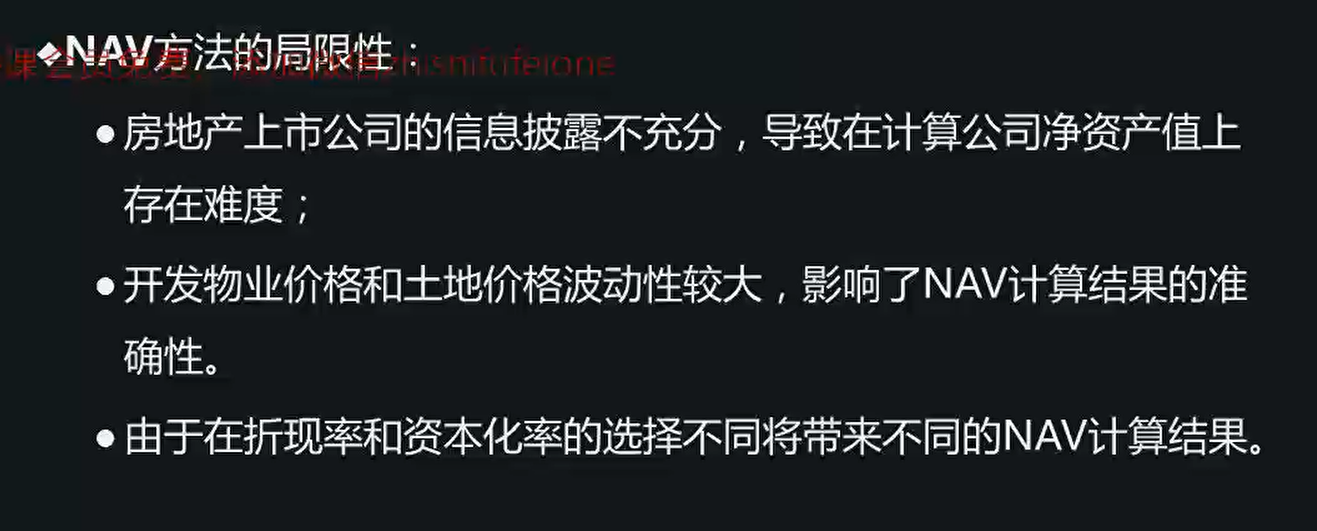 ◆NAV方法的局限性：
●房地产上市公司的信息披露不充分，导致在计算公司净资产值上
存在难度；
●开发物业价格和土地价格波动性较大，影响了NAV计算结果的准
确性。
●由于在折现率和资本化率的选择不同将带来不同的NAV计算结果。